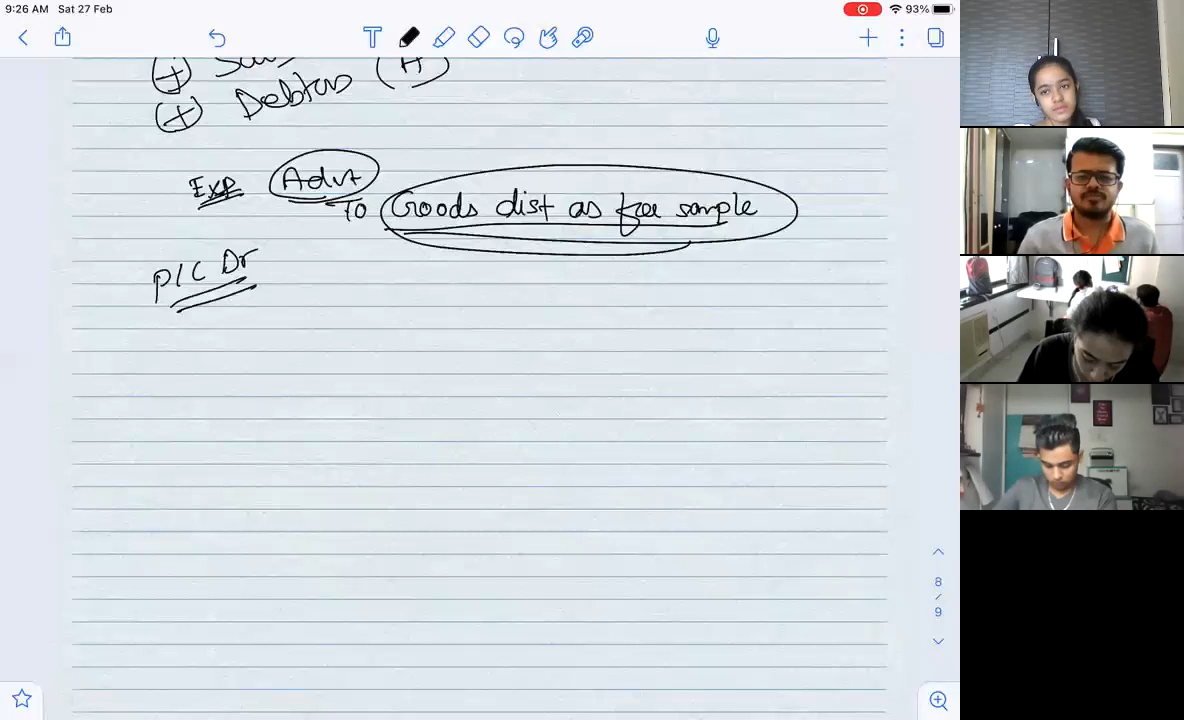 9:26 AM Sat 27 Feb
93%
T
(+)
(+) Debtors (A)
Exp Advt
To Goods dist as free sample
P/L Dr
8
/
9